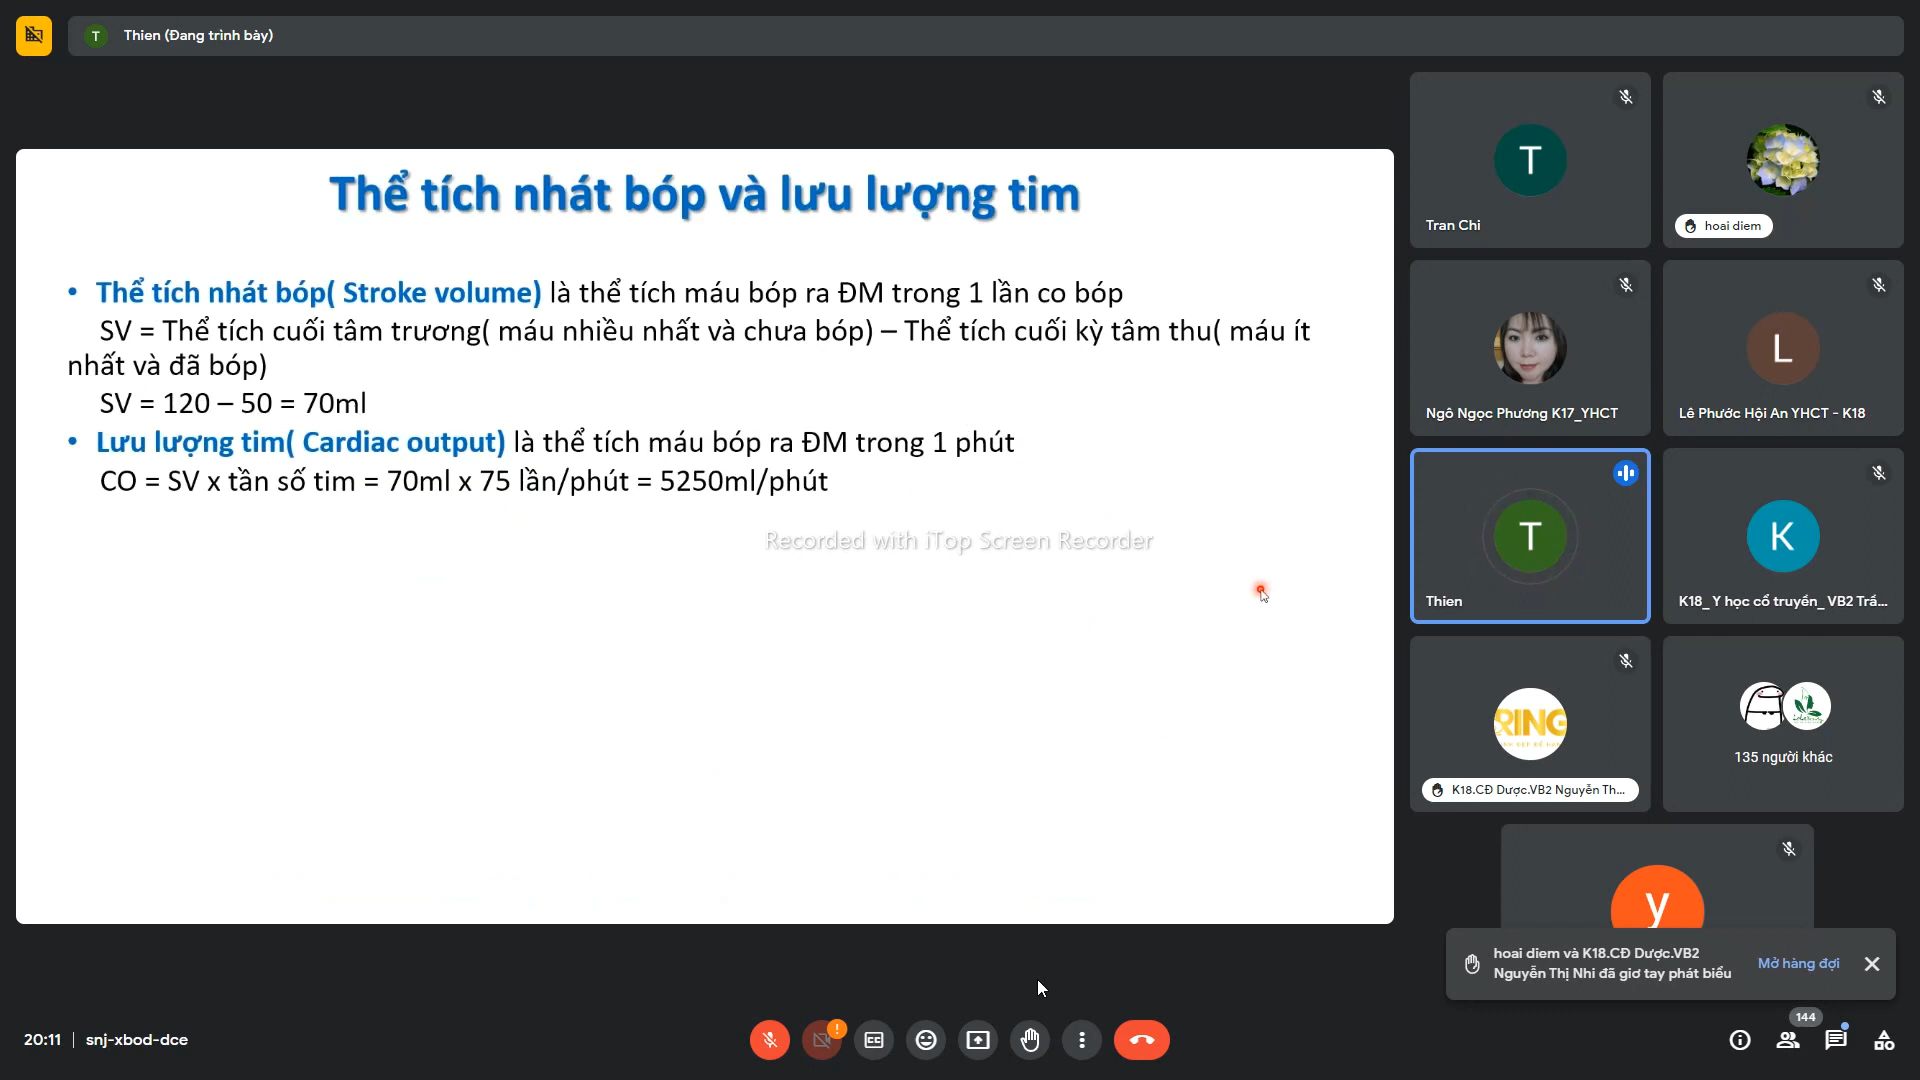 T Thien (Đang trình bày)
Thể tích nhát bóp và lưu lượng tim
• Thể tích nhát bóp( Stroke volume) là thể tích máu bóp ra ĐM trong 1 lần co bóp
SV = Thể tích cuối tâm trương( máu nhiều nhất và chưa bóp) – Thể tích cuối kỳ tâm thu( máu ít
nhất và đã bóp)
SV = 120 – 50 = 70ml
• Lưu lượng tim( Cardiac output) là thể tích máu bóp ra ĐM trong 1 phút
CO = SV x tần số tim = 70ml x 75 lần/phút = 5250ml/phút
Recorded with iTop Screen Recorder
T
Tran Chi
hoai diem
Ngô Ngọc Phương K17_YHCT
L
Lê Phước Hội An YHCT - K18
T
Thien
K
K18_ Y học cổ truyền_ VB2 Trầ...
RING
K18.CĐ Dược.VB2 Nguyễn Th...
135 người khác
y
hoai diem và K18.CĐ Dược.VB2
Nguyễn Thị Nhi đã giơ tay phát biểu
Mở hàng đợi
20:11 | snj-xbod-dce
144